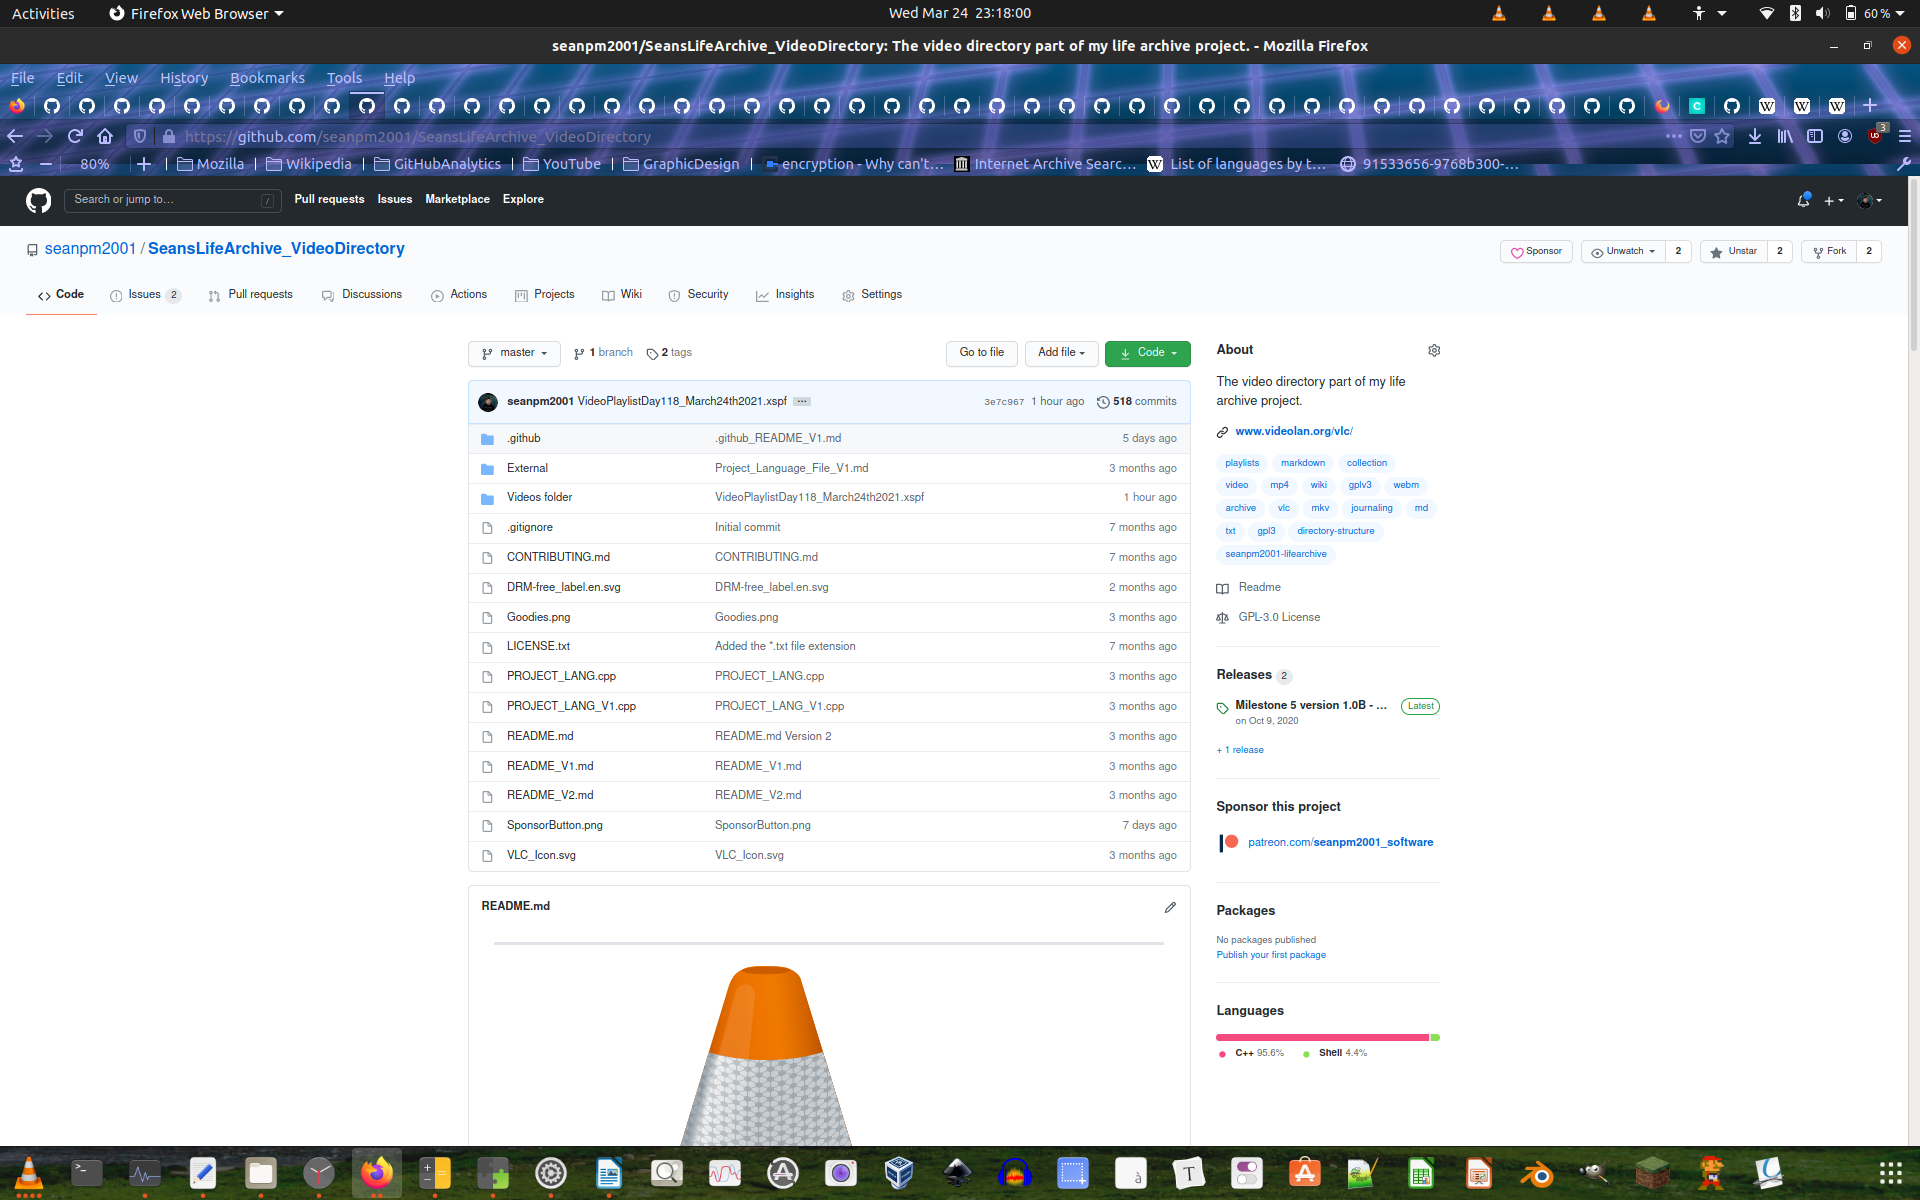 Activities Firefox Web Browser Wed Mar 24 23:18:00 60 %
seanpm2001/SeansLifeArchive_VideoDirectory: The video directory part of my life archive project. - Mozilla Firefox
File Edit View History Bookmarks Tools Help
https://github.com/seanpm2001/SeansLifeArchive_VideoDirectory 3
80% Mozilla Wikipedia GitHubAnalytics YouTube GraphicDesign encryption - Why can't… Internet Archive Searc… List of languages by t… 91533656-9768b300-…
Search or jump to… / Pull requests Issues Marketplace Explore
seanpm2001 / SeansLifeArchive_VideoDirectory Sponsor Unwatch 2 Unstar 2 Fork 2
Code Issues 2 Pull requests Discussions Actions Projects Wiki Security Insights Settings
master 1 branch 2 tags Go to file Add file Code
seanpm2001 VideoPlaylistDay118_March24th2021.xspf ... 3e7c967 1 hour ago 518 commits
.github .github_README_V1.md 5 days ago
External Project_Language_File_V1.md 3 months ago
Videos folder VideoPlaylistDay118_March24th2021.xspf 1 hour ago
.gitignore Initial commit 7 months ago
CONTRIBUTING.md CONTRIBUTING.md 7 months ago
DRM-free_label.en.svg DRM-free_label.en.svg 2 months ago
Goodies.png Goodies.png 3 months ago
LICENSE.txt Added the *.txt file extension 7 months ago
PROJECT_LANG.cpp PROJECT_LANG.cpp 3 months ago
PROJECT_LANG_V1.cpp PROJECT_LANG_V1.cpp 3 months ago
README.md README.md Version 2 3 months ago
README_V1.md README_V1.md 3 months ago
README_V2.md README_V2.md 3 months ago
SponsorButton.png SponsorButton.png 7 days ago
VLC_Icon.svg VLC_Icon.svg 3 months ago
README.md
About
The video directory part of my life
archive project.
www.videolan.org/vlc/
playlists markdown collection
video mp4 wiki gplv3 webm
archive vlc mkv journaling md
txt gpl3 directory-structure
seanpm2001-lifearchive
Readme
GPL-3.0 License
Releases 2
Milestone 5 version 1.0B - ... Latest
on Oct 9, 2020
+ 1 release
Sponsor this project
patreon.com/seanpm2001_software
Packages
No packages published
Publish your first package
Languages
C++ 95.6% Shell 4.4%